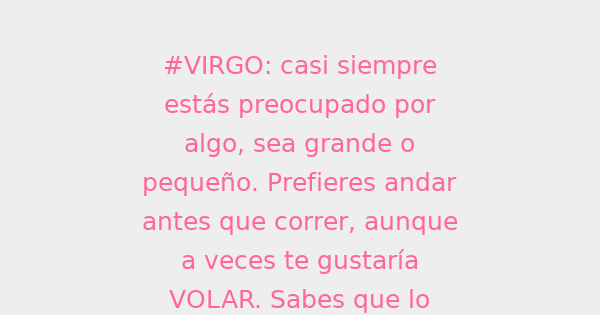 #VIRGO: casi siempre
estás preocupado por
algo, sea grande o
pequeño. Prefieres andar
antes que correr, aunque
a veces te gustaría
VOLAR. Sabes que lo